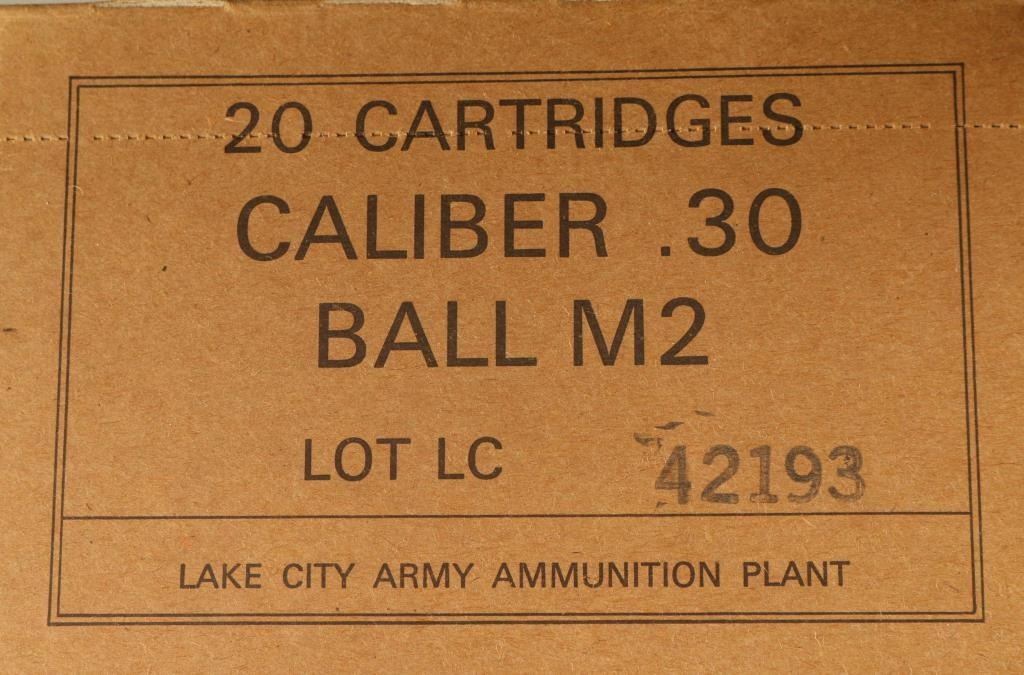 20 CARTRIDGES
CALIBER .30
BALL M2
LOT LC 42193
LAKE CITY ARMY AMMUNITION PLANT